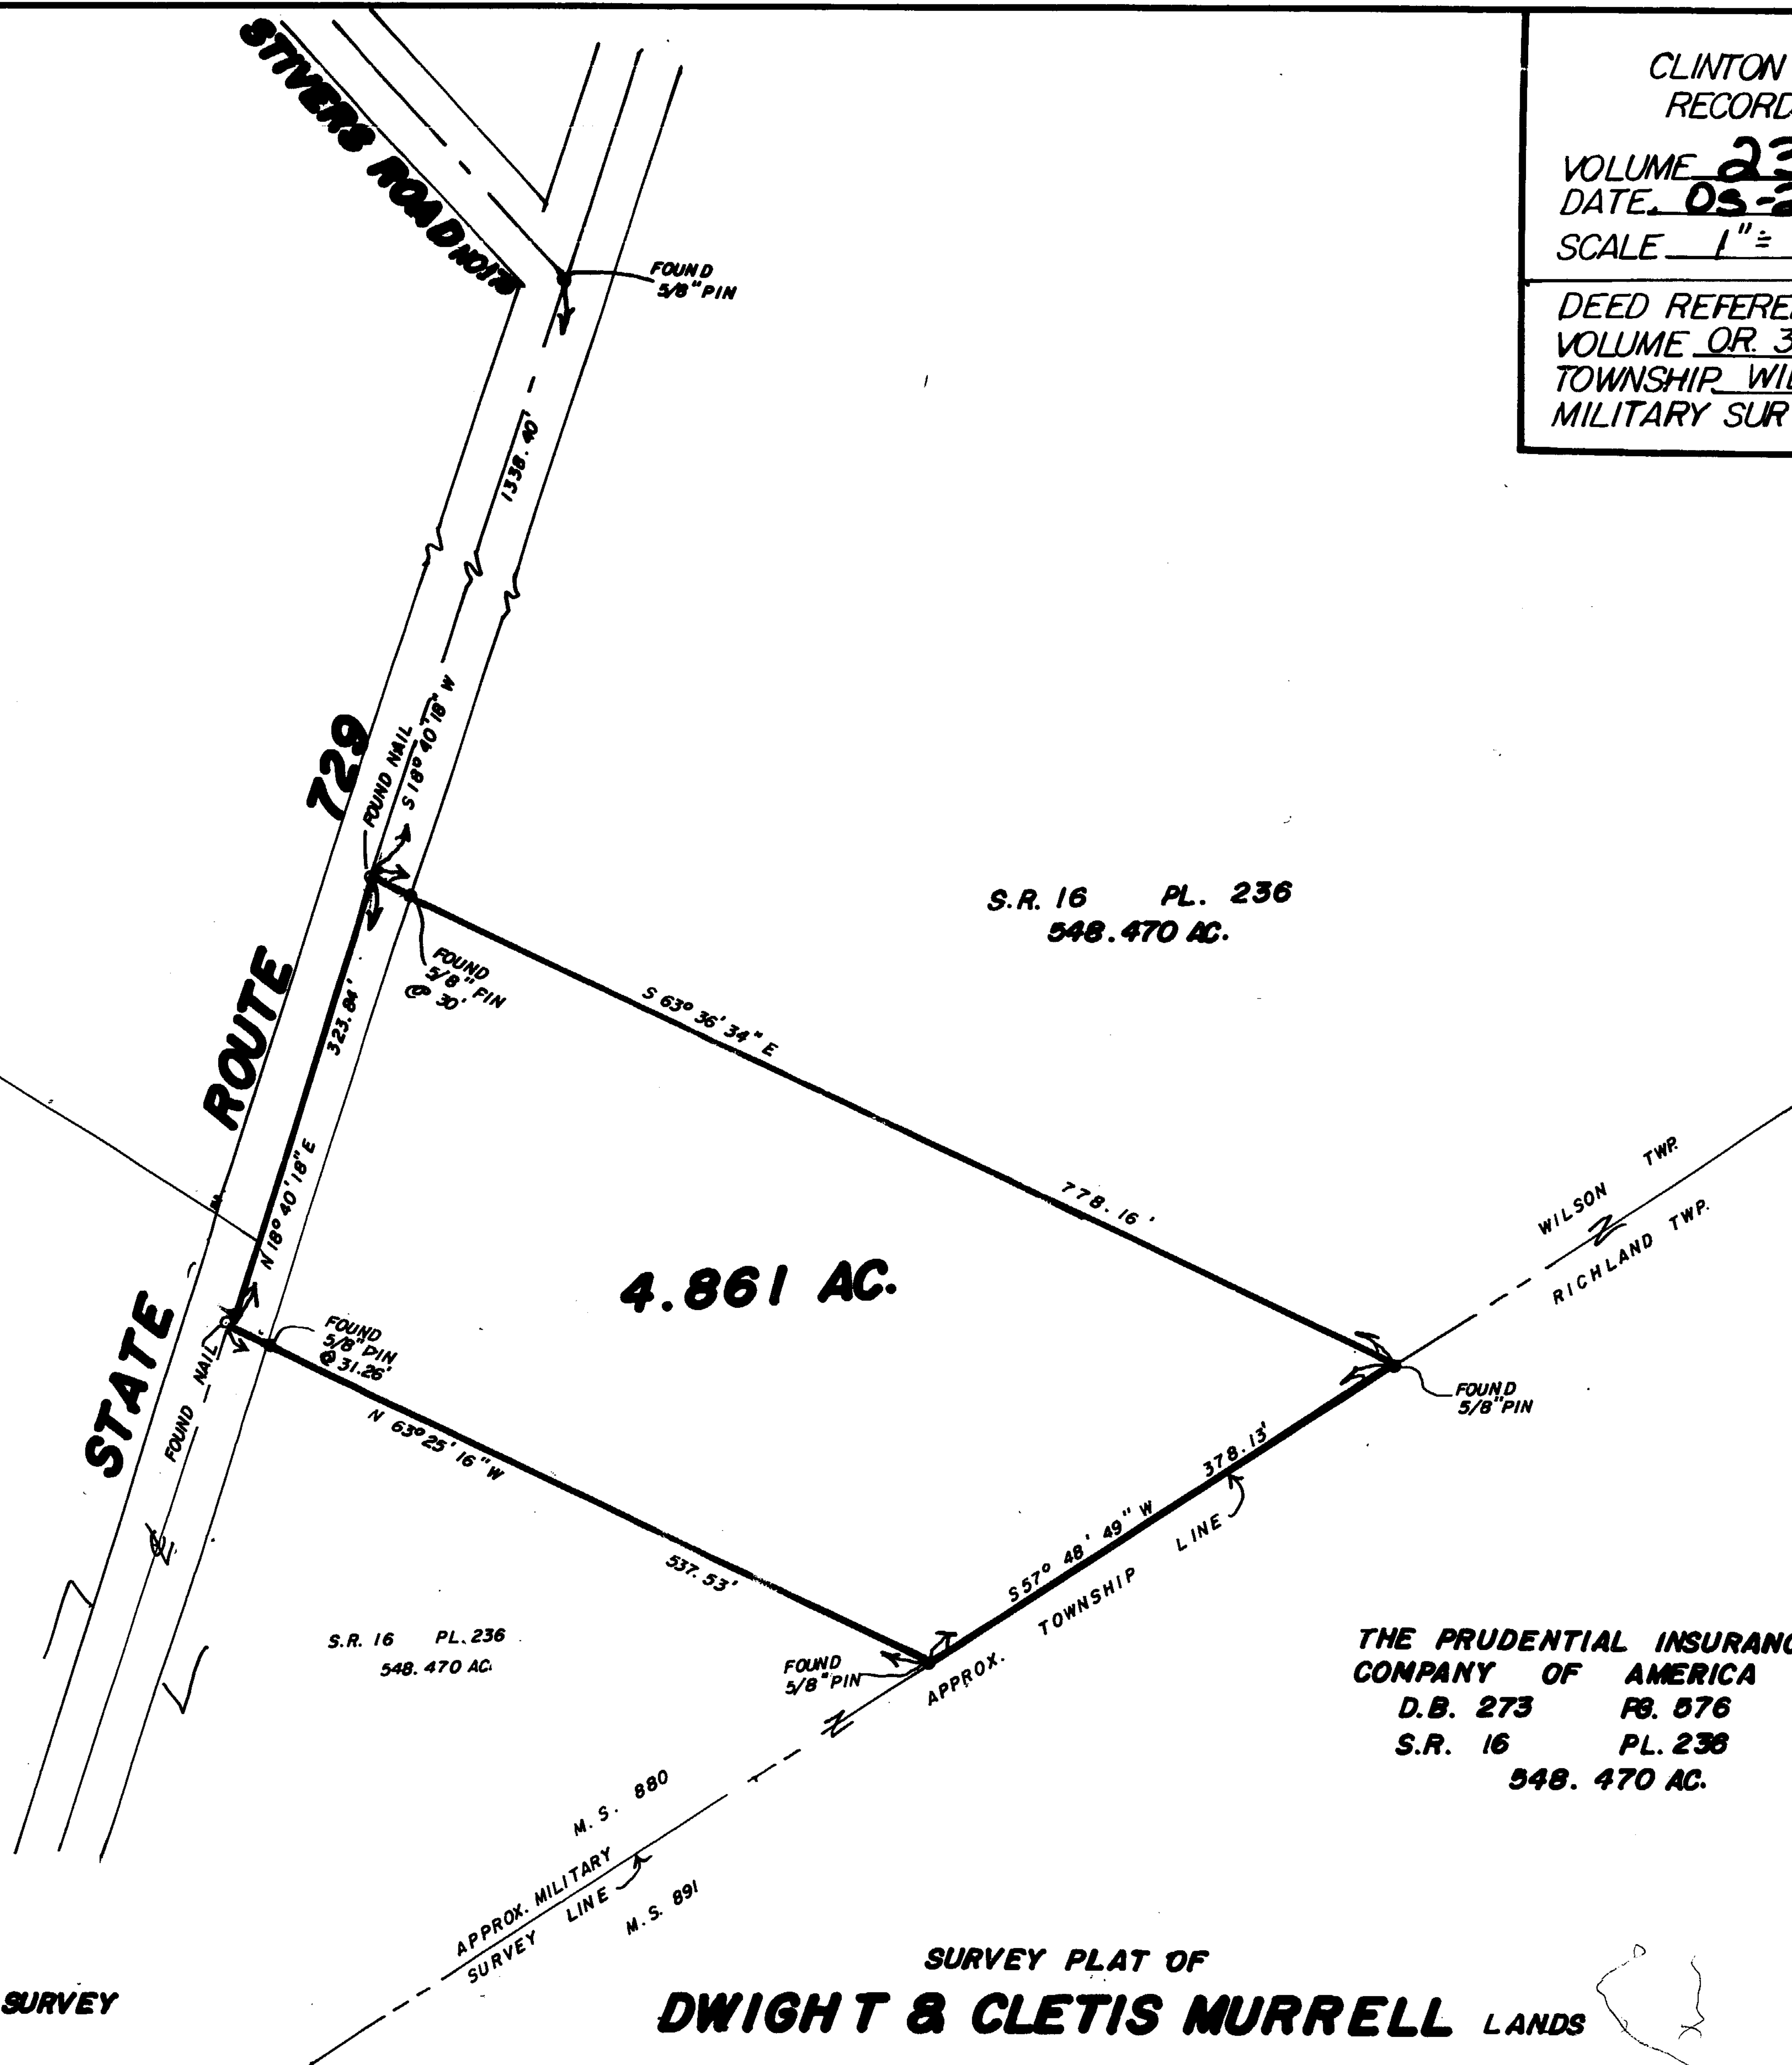 STIVERS ROAD NO.175
CLINTON
RECORD
VOLUME 23
DATE. 05-2
SCALE 1"=
DEED REFERE
VOLUME O.R. 3
TOWNSHIP WIL
MILITARY SUR
FOUND
5/8" PIN
1338.40'
S 18° 40' 18" W
FOUND NAIL
STATE ROUTE 729
S.R. 16 PL. 236
548.470 AC.
FOUND
5/8" PIN
@ 30'
S 63° 36' 34" E
778.16'
323.84'
N 18° 40' 18" E
WILSON TWP.
RICHLAND TWP.
4.861 AC.
FOUND
5/8" PIN
@ 31.26'
FOUND NAIL
N 63° 25' 16" W
537.53'
FOUND
5/8" PIN
378.13'
S 57° 48' 49" W
APPROX. TOWNSHIP LINE
S.R. 16 PL. 236
548.470 AC.
FOUND
5/8" PIN
THE PRUDENTIAL INSURANC
COMPANY OF AMERICA
D.B. 273 PG. 576
S.R. 16 PL. 236
548.470 AC.
M.S. 880
APPROX. MILITARY
SURVEY LINE
M.S. 891
SURVEY
SURVEY PLAT OF
DWIGHT & CLETIS MURRELL LANDS